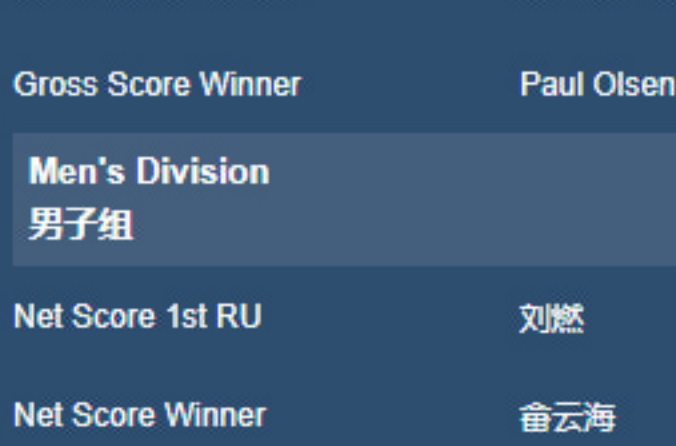 Gross Score Winner Paul Olsen
Men's Division
男子组
Net Score 1st RU 刘燃
Net Score Winner 畲云海